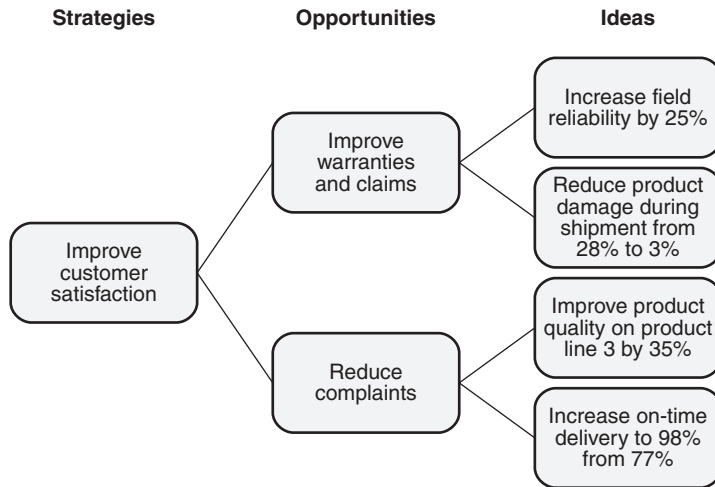 Strategies
Opportunities
Ideas
Improve
customer
satisfaction
Improve
warranties
and claims
Reduce
complaints
Increase field
reliability by 25%
Reduce product
damage during
shipment from
28% to 3%
Improve product
quality on product
line 3 by 35%
Increase on-time
delivery to 98%
from 77%